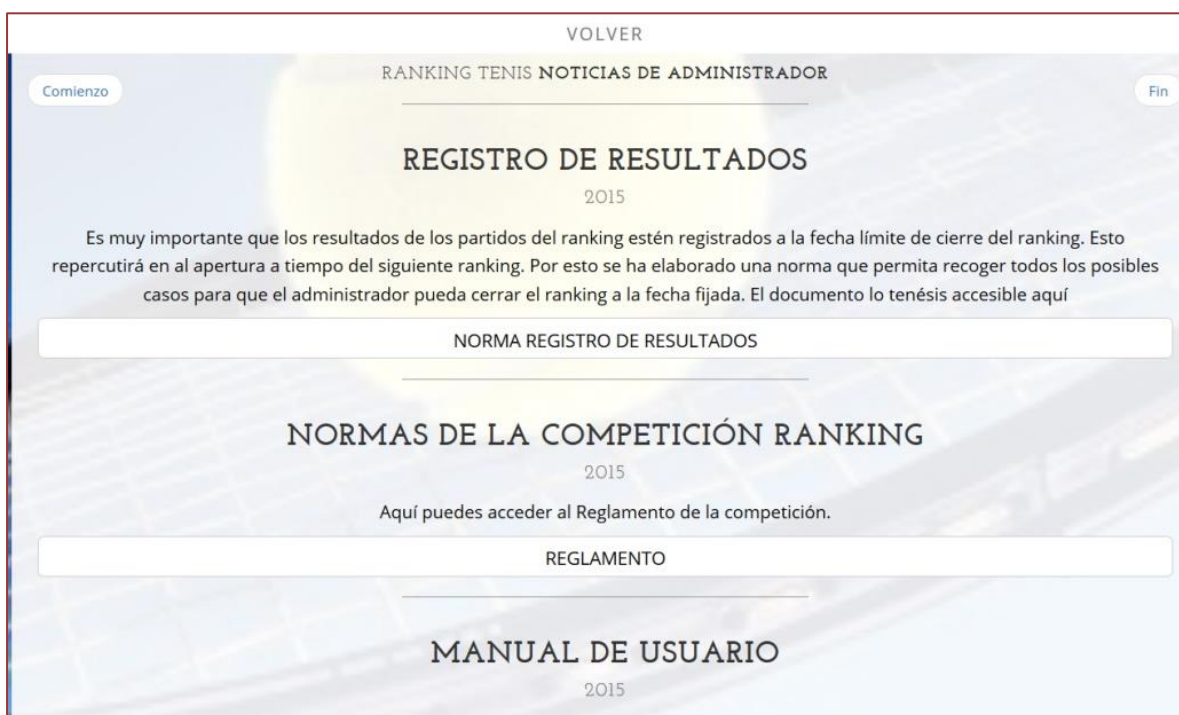 VOLVER
RANKING TENIS NOTICIAS DE ADMINISTRADOR
Comienzo
Fin
REGISTRO DE RESULTADOS
2015
Es muy importante que los resultados de los partidos del ranking estén registrados a la fecha límite de cierre del ranking. Esto
repercutirá en al apertura a tiempo del siguiente ranking. Por esto se ha elaborado una norma que permita recoger todos los posibles
casos para que el administrador pueda cerrar el ranking a la fecha fijada. El documento lo tenésis accesible aquí
NORMA REGISTRO DE RESULTADOS
NORMAS DE LA COMPETICIÓN RANKING
2015
Aquí puedes acceder al Reglamento de la competición.
REGLAMENTO
MANUAL DE USUARIO
2015